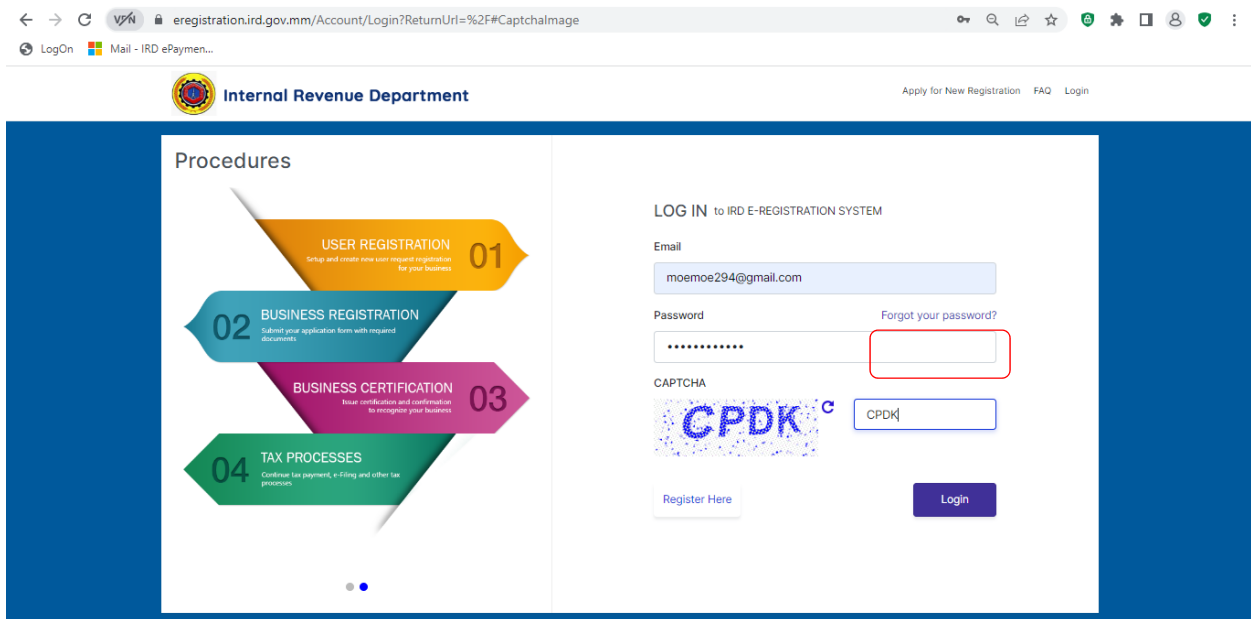 VPN
eregistration.ird.gov.mm/Account/Login?ReturnUrl=%2F#CaptchaImage
LogOn
Mail - IRD ePaymen...
Internal Revenue Department
Apply for New Registration
FAQ
Login
Procedures
USER REGISTRATION
Setup and create new user request registration
for your business
01
02
BUSINESS REGISTRATION
Submit your application form with required
documents
BUSINESS CERTIFICATION
Issue certification and confirmation
to recognize your business
03
04
TAX PROCESSES
Continue tax payment, e-Filing and other tax
processes
LOG IN to IRD E-REGISTRATION SYSTEM
Email
moemoe294@gmail.com
Password
Forgot your password?
••••••••••••
CAPTCHA
CPDK
CPDK
Register Here
Login